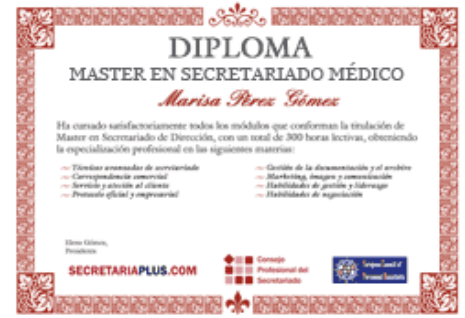 DIPLOMA
MASTER EN SECRETARIADO MÉDICO
Marisa Pérez Gómez
Ha cursado satisfactoriamente todos los módulos que conforman la titulación de
Master en Secretariado de Dirección, con un total de 300 horas lectivas, obteniendo
la especialización profesional en las siguientes materias:
Técnicas avanzadas de secretariado
Correspondencia comercial
Servicio y atención al cliente
Protocolo oficial y empresarial
Gestión de la documentación y el archivo
Marketing, imagen y comunicación
Habilidades de gestión y liderazgo
Habilidades de negociación
Gómez,
Presidenta
SECRETARIAPLUS.COM
Consejo
Profesional del
Secretariado
European Council of